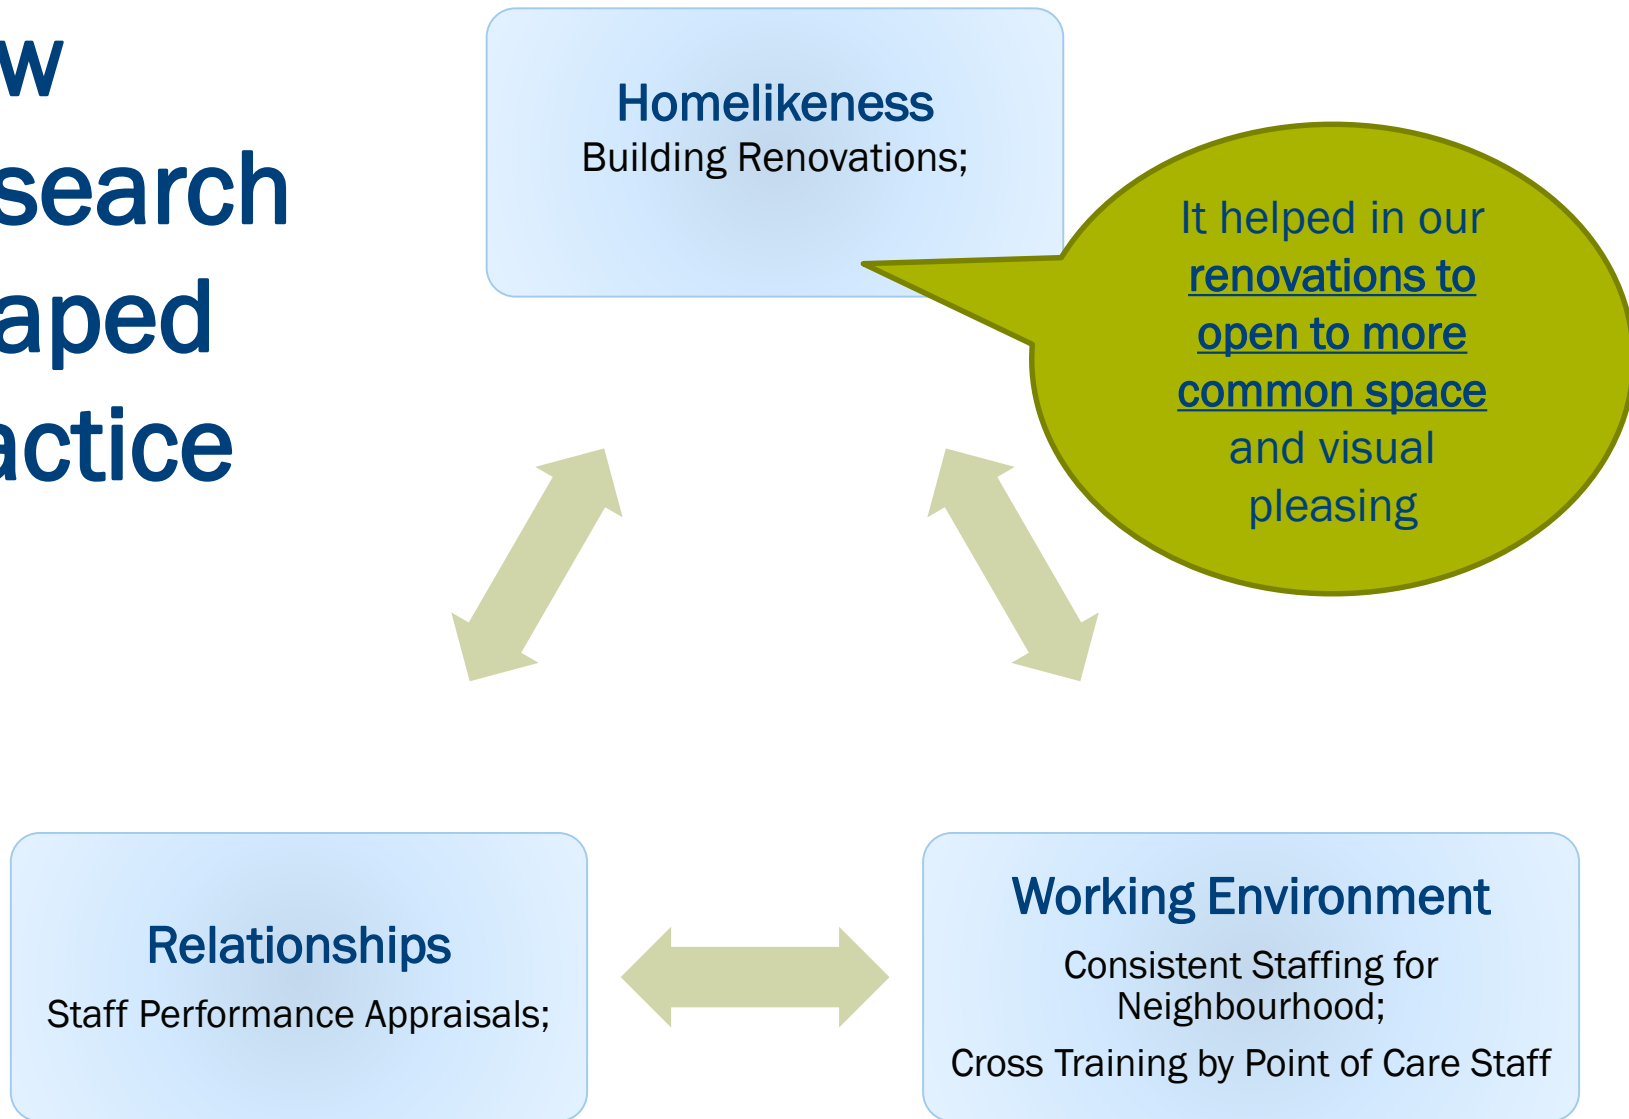 w
search
aped
actice
Homelikeness
Building Renovations;
It helped in our
renovations to
open to more
common space
and visual
pleasing
Relationships
Staff Performance Appraisals;
Working Environment
Consistent Staffing for
Neighbourhood;
Cross Training by Point of Care Staff